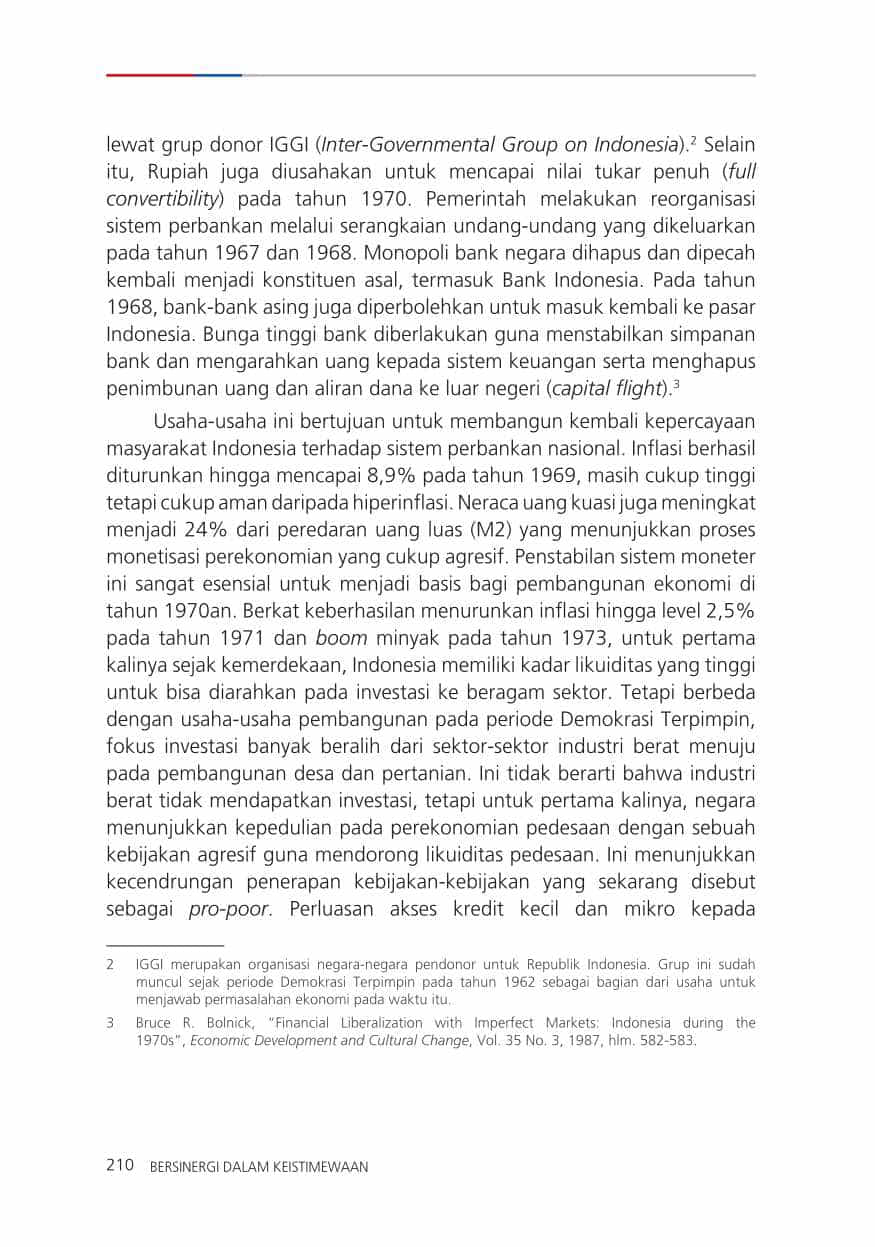 lewat grup donor IGGI (Inter-Governmental Group on Indonesia).2 Selain
itu, Rupiah juga diusahakan untuk mencapai nilai tukar penuh (full
convertibility) pada tahun 1970. Pemerintah melakukan reorganisasi
sistem perbankan melalui serangkaian undang-undang yang dikeluarkan
pada tahun 1967 dan 1968. Monopoli bank negara dihapus dan dipecah
kembali menjadi konstituen asal, termasuk Bank Indonesia. Pada tahun
1968, bank-bank asing juga diperbolehkan untuk masuk kembali ke pasar
Indonesia. Bunga tinggi bank diberlakukan guna menstabilkan simpanan
bank dan mengarahkan uang kepada sistem keuangan serta menghapus
penimbunan uang dan aliran dana ke luar negeri (capital flight).3
Usaha-usaha ini bertujuan untuk membangun kembali kepercayaan
masyarakat Indonesia terhadap sistem perbankan nasional. Inflasi berhasil
diturunkan hingga mencapai 8,9% pada tahun 1969, masih cukup tinggi
tetapi cukup aman daripada hiperinflasi. Neraca uang kuasi juga meningkat
menjadi 24% dari peredaran uang luas (M2) yang menunjukkan proses
monetisasi perekonomian yang cukup agresif. Penstabilan sistem moneter
ini sangat esensial untuk menjadi basis bagi pembangunan ekonomi di
tahun 1970an. Berkat keberhasilan menurunkan inflasi hingga level 2,5%
pada tahun 1971 dan boom minyak pada tahun 1973, untuk pertama
kalinya sejak kemerdekaan, Indonesia memiliki kadar likuiditas yang tinggi
untuk bisa diarahkan pada investasi ke beragam sektor. Tetapi berbeda
dengan usaha-usaha pembangunan pada periode Demokrasi Terpimpin,
fokus investasi banyak beralih dari sektor-sektor industri berat menuju
pada pembangunan desa dan pertanian. Ini tidak berarti bahwa industri
berat tidak mendapatkan investasi, tetapi untuk pertama kalinya, negara
menunjukkan kepedulian pada perekonomian pedesaan dengan sebuah
kebijakan agresif guna mendorong likuiditas pedesaan. Ini menunjukkan
kecendrungan penerapan kebijakan-kebijakan yang sekarang disebut
sebagai pro-poor. Perluasan akses kredit kecil dan mikro kepada
2 IGGI merupakan organisasi negara-negara pendonor untuk Republik Indonesia. Grup ini sudah
muncul sejak periode Demokrasi Terpimpin pada tahun 1962 sebagai bagian dari usaha untuk
menjawab permasalahan ekonomi pada waktu itu.
3 Bruce R. Bolnick, "Financial Liberalization with Imperfect Markets: Indonesia during the
1970s", Economic Development and Cultural Change, Vol. 35 No. 3, 1987, hlm. 582-583.
210 BERSINERGI DALAM KEISTIMEWAAN